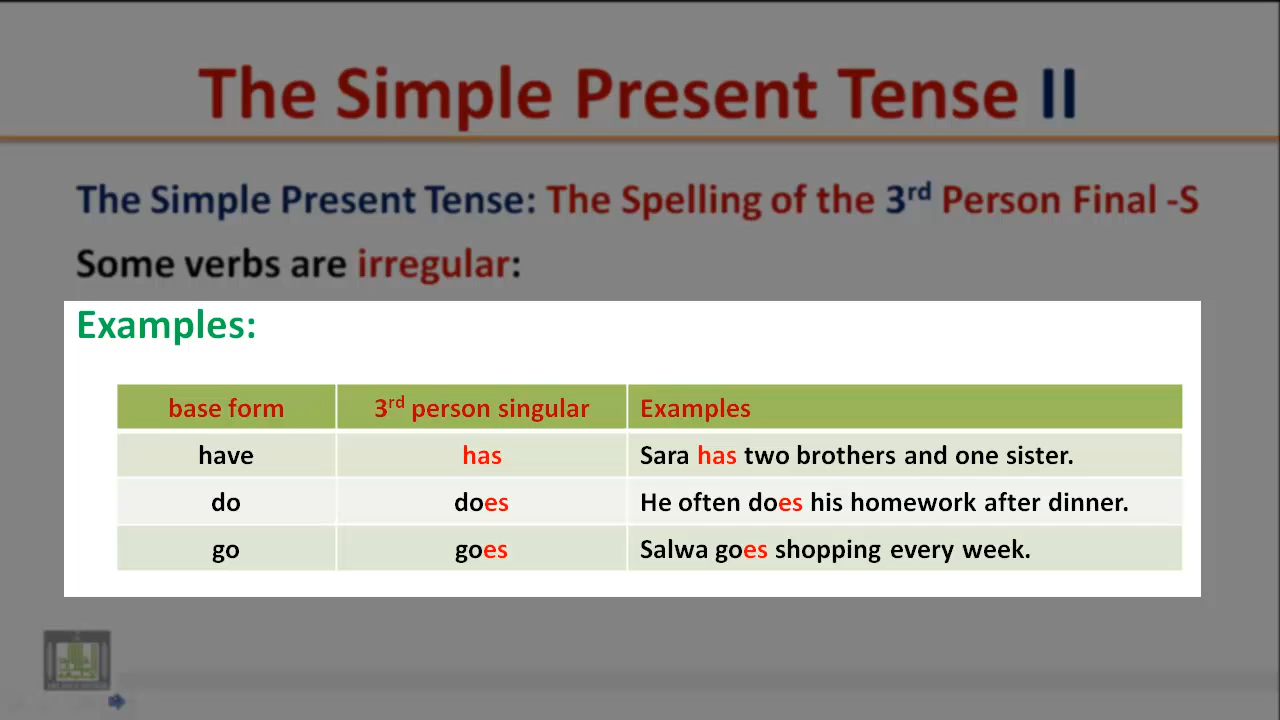 The Simple Present Tense II
The Simple Present Tense: The Spelling of the 3rd Person Final -S
Some verbs are irregular:
Examples:
base form 3rd person singular Examples
have has Sara has two brothers and one sister.
do does He often does his homework after dinner.
go goes Salwa goes shopping every week.